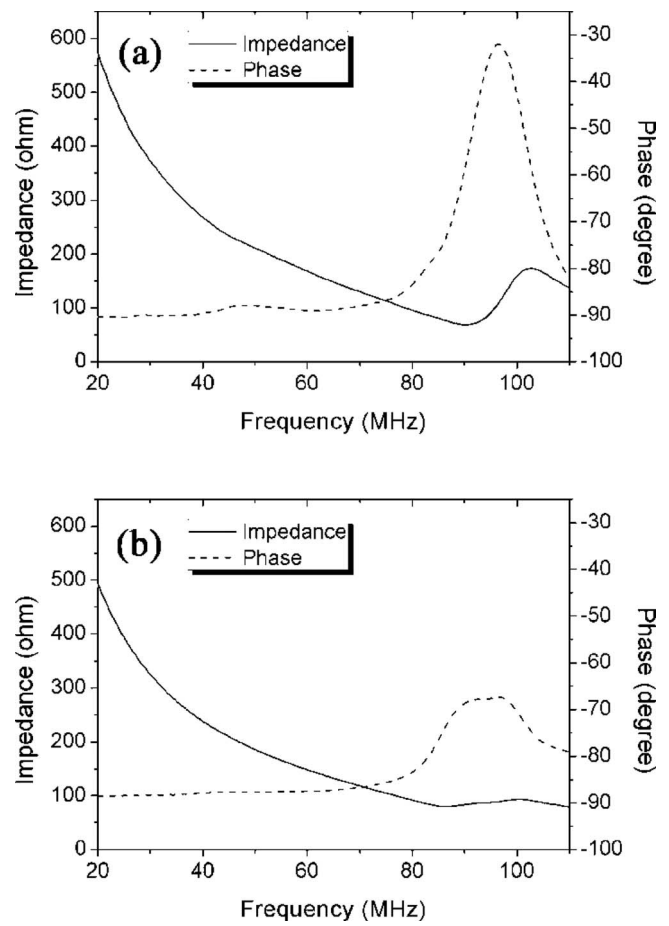 (a)
Impedance
Phase
600
500
400
300
200
100
0
Impedance (ohm)
-30
-40
-50
-60
-70
-80
-90
-100
Phase (degree)
20 40 60 80 100
Frequency (MHz)
(b)
Impedance
Phase
600
500
400
300
200
100
0
Impedance (ohm)
-30
-40
-50
-60
-70
-80
-90
-100
Phase (degree)
20 40 60 80 100
Frequency (MHz)